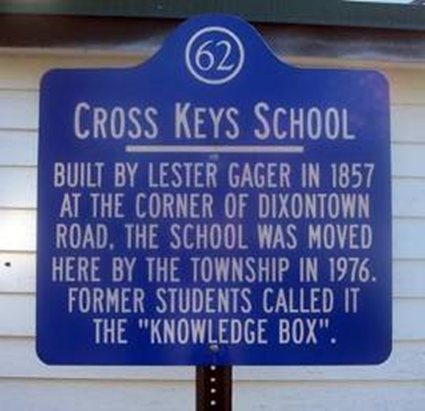 62
CROSS KEYS SCHOOL
BUILT BY LESTER GAGER IN 1857
AT THE CORNER OF DIXONTOWN
ROAD, THE SCHOOL WAS MOVED
HERE BY THE TOWNSHIP IN 1976.
FORMER STUDENTS CALLED IT
THE "KNOWLEDGE BOX".